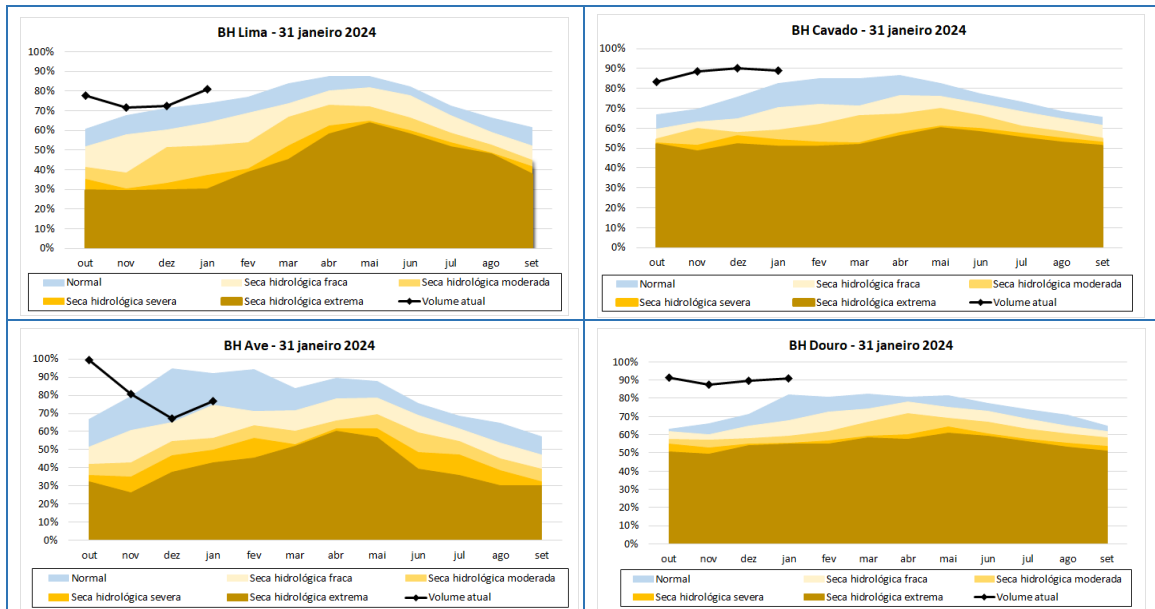 BH Lima - 31 janeiro 2024
100%
90%
80%
70%
60%
50%
40%
30%
20%
10%
0%
out nov dez jan fev mar abr mai jun jul ago set
Normal Seca hidrológica fraca Seca hidrológica moderada
Seca hidrológica severa Seca hidrológica extrema Volume atual
BH Cavado - 31 janeiro 2024
100%
90%
80%
70%
60%
50%
40%
30%
20%
10%
0%
out nov dez jan fev mar abr mai jun jul ago set
Normal Seca hidrológica fraca Seca hidrológica moderada
Seca hidrológica severa Seca hidrológica extrema Volume atual
BH Ave - 31 janeiro 2024
100%
90%
80%
70%
60%
50%
40%
30%
20%
10%
0%
out nov dez jan fev mar abr mai jun jul ago set
Normal Seca hidrológica fraca Seca hidrológica moderada
Seca hidrológica severa Seca hidrológica extrema Volume atual
BH Douro - 31 janeiro 2024
100%
90%
80%
70%
60%
50%
40%
30%
20%
10%
0%
out nov dez jan fev mar abr mai jun jul ago set
Normal Seca hidrológica fraca Seca hidrológica moderada
Seca hidrológica severa Seca hidrológica extrema Volume atual